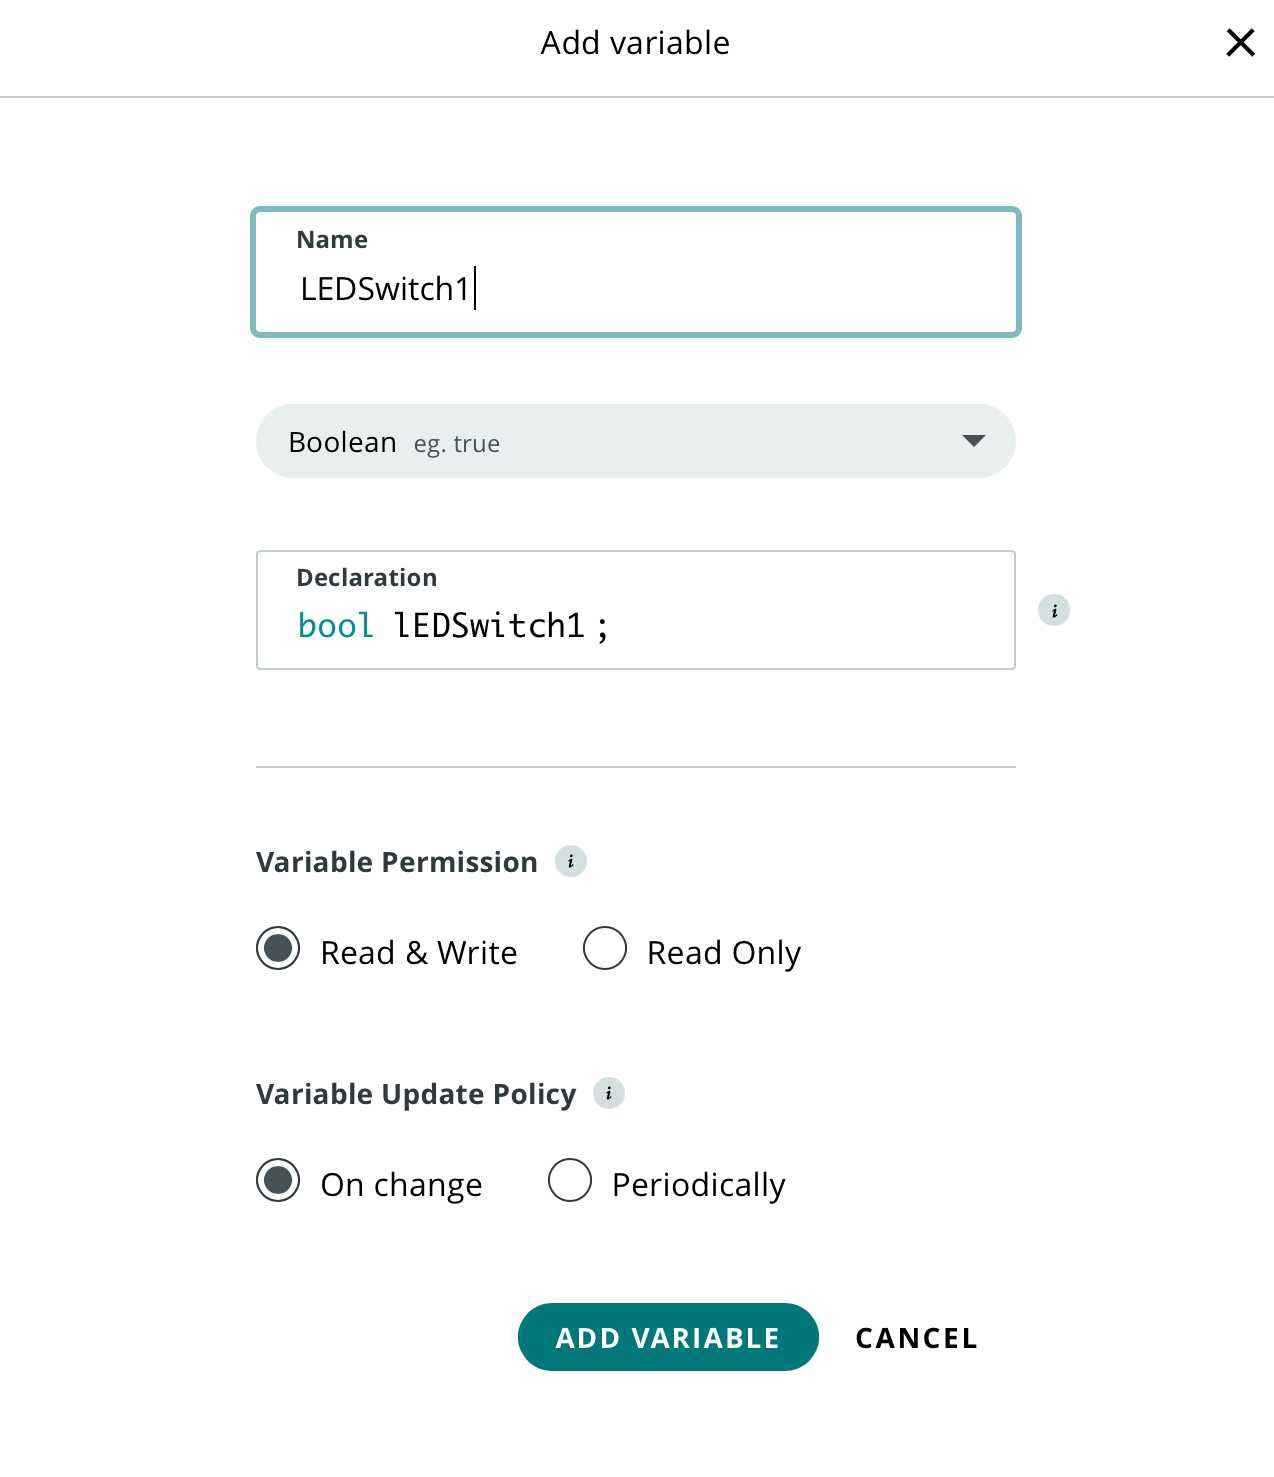 Add variable
Name
LEDSwitch1
Boolean eg. true
Declaration
bool lEDSwitch1;
i
Variable Permission i
Read & Write Read Only
Variable Update Policy i
On change Periodically
ADD VARIABLE CANCEL